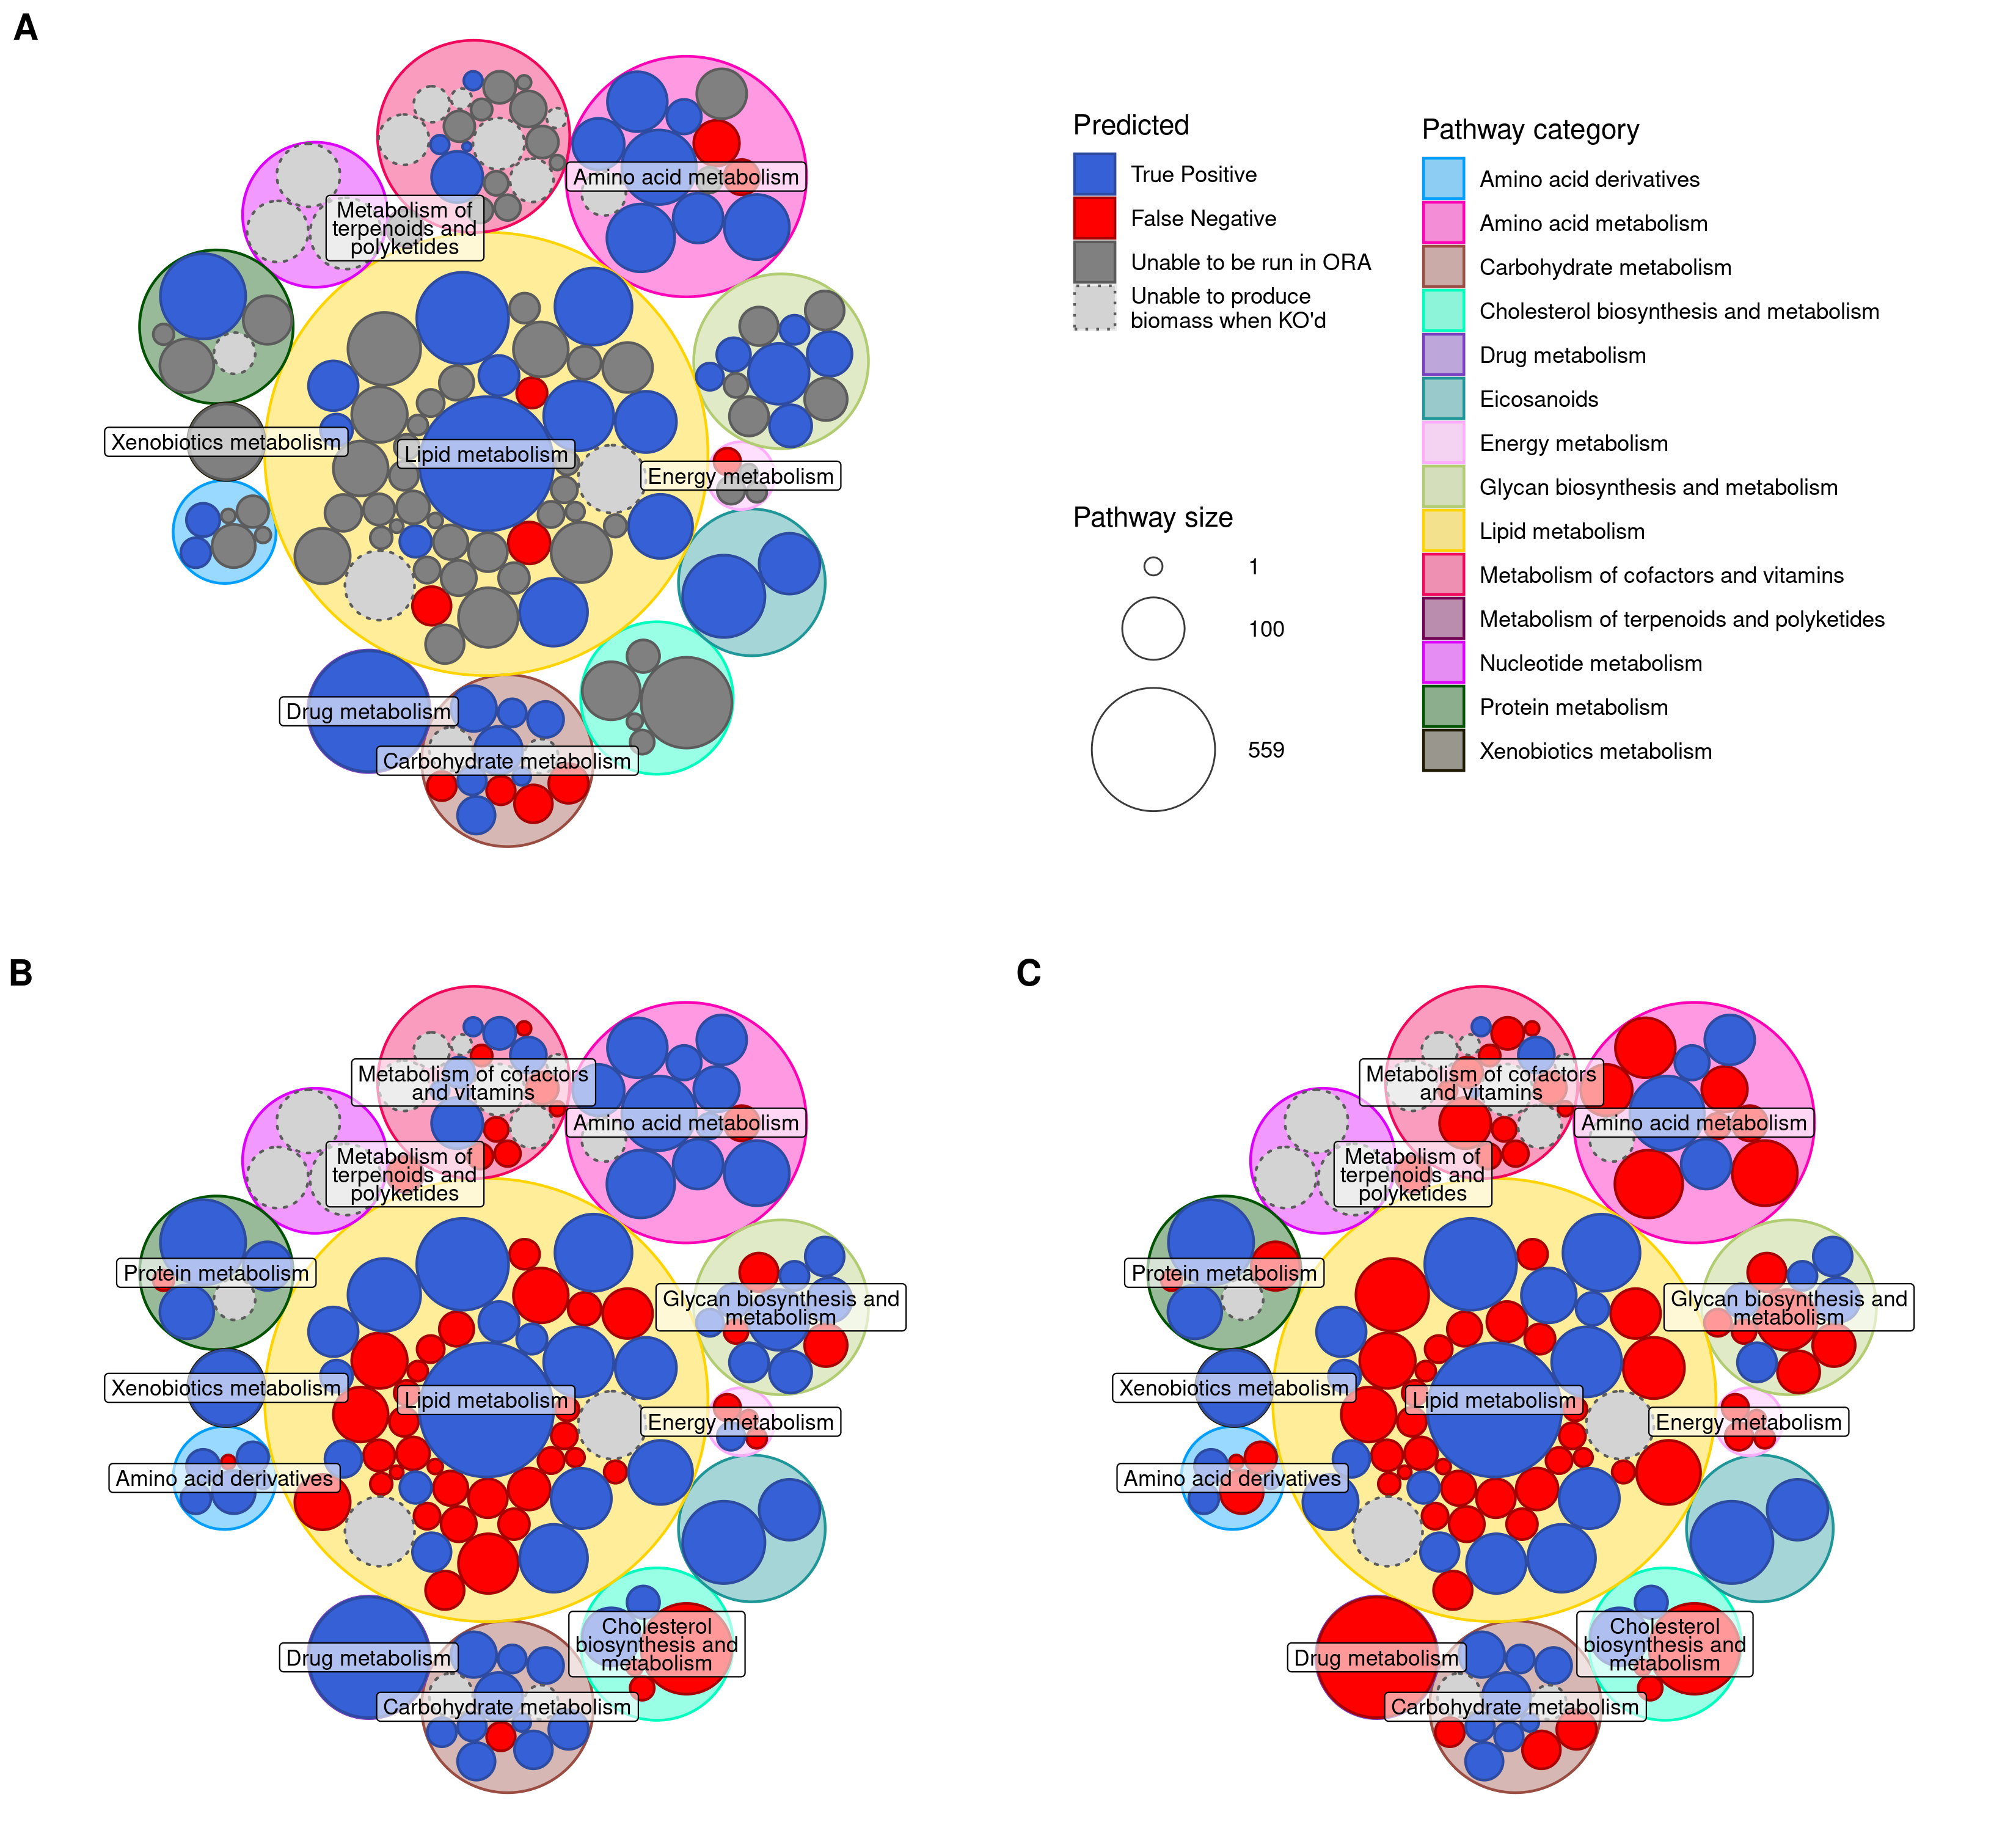 A
Metabolism of
terpenoids and
polyketides
Amino acid metabolism
Xenobiotics metabolism
Lipid metabolism
Energy metabolism
Drug metabolism
Carbohydrate metabolism
Predicted
True Positive
False Negative
Unable to be run in ORA
Unable to produce
biomass when KO'd
Pathway size
1
100
559
Pathway category
Amino acid derivatives
Amino acid metabolism
Carbohydrate metabolism
Cholesterol biosynthesis and metabolism
Drug metabolism
Eicosanoids
Energy metabolism
Glycan biosynthesis and metabolism
Lipid metabolism
Metabolism of cofactors and vitamins
Metabolism of terpenoids and polyketides
Nucleotide metabolism
Protein metabolism
Xenobiotics metabolism
B
Metabolism of cofactors
and vitamins
Amino acid metabolism
Metabolism of
terpenoids and
polyketides
Protein metabolism
Glycan biosynthesis and
metabolism
Xenobiotics metabolism
Lipid metabolism
Energy metabolism
Amino acid derivatives
Cholesterol
biosynthesis and
metabolism
Drug metabolism
Carbohydrate metabolism
C
Metabolism of cofactors
and vitamins
Amino acid metabolism
Metabolism of
terpenoids and
polyketides
Protein metabolism
Glycan biosynthesis and
metabolism
Xenobiotics metabolism
Lipid metabolism
Energy metabolism
Amino acid derivatives
Cholesterol
biosynthesis and
metabolism
Drug metabolism
Carbohydrate metabolism